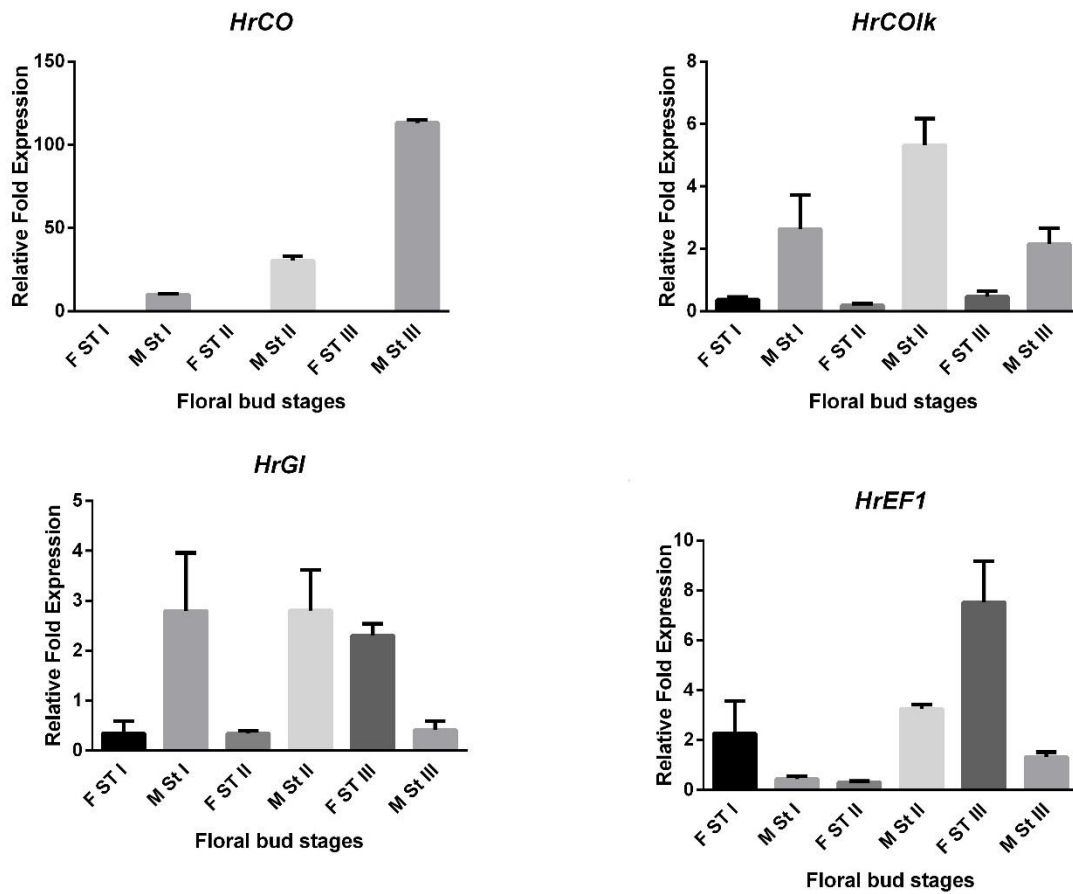 HrCO
Relative Fold Expression
150
100
50
0
F ST I
M St I
F ST II
M St II
F ST III
M St III
Floral bud stages
HrCOlk
Relative Fold Expression
8
6
4
2
0
F ST I
M St I
F ST II
M St II
F ST III
M St III
Floral bud stages
HrGI
Relative Fold Expression
5
4
3
2
1
0
F ST I
M St I
F ST II
M St II
F ST III
M St III
Floral bud stages
HrEF1
Relative Fold Expression
10
8
6
4
2
0
F ST I
M St I
F ST II
M St II
F ST III
M St III
Floral bud stages